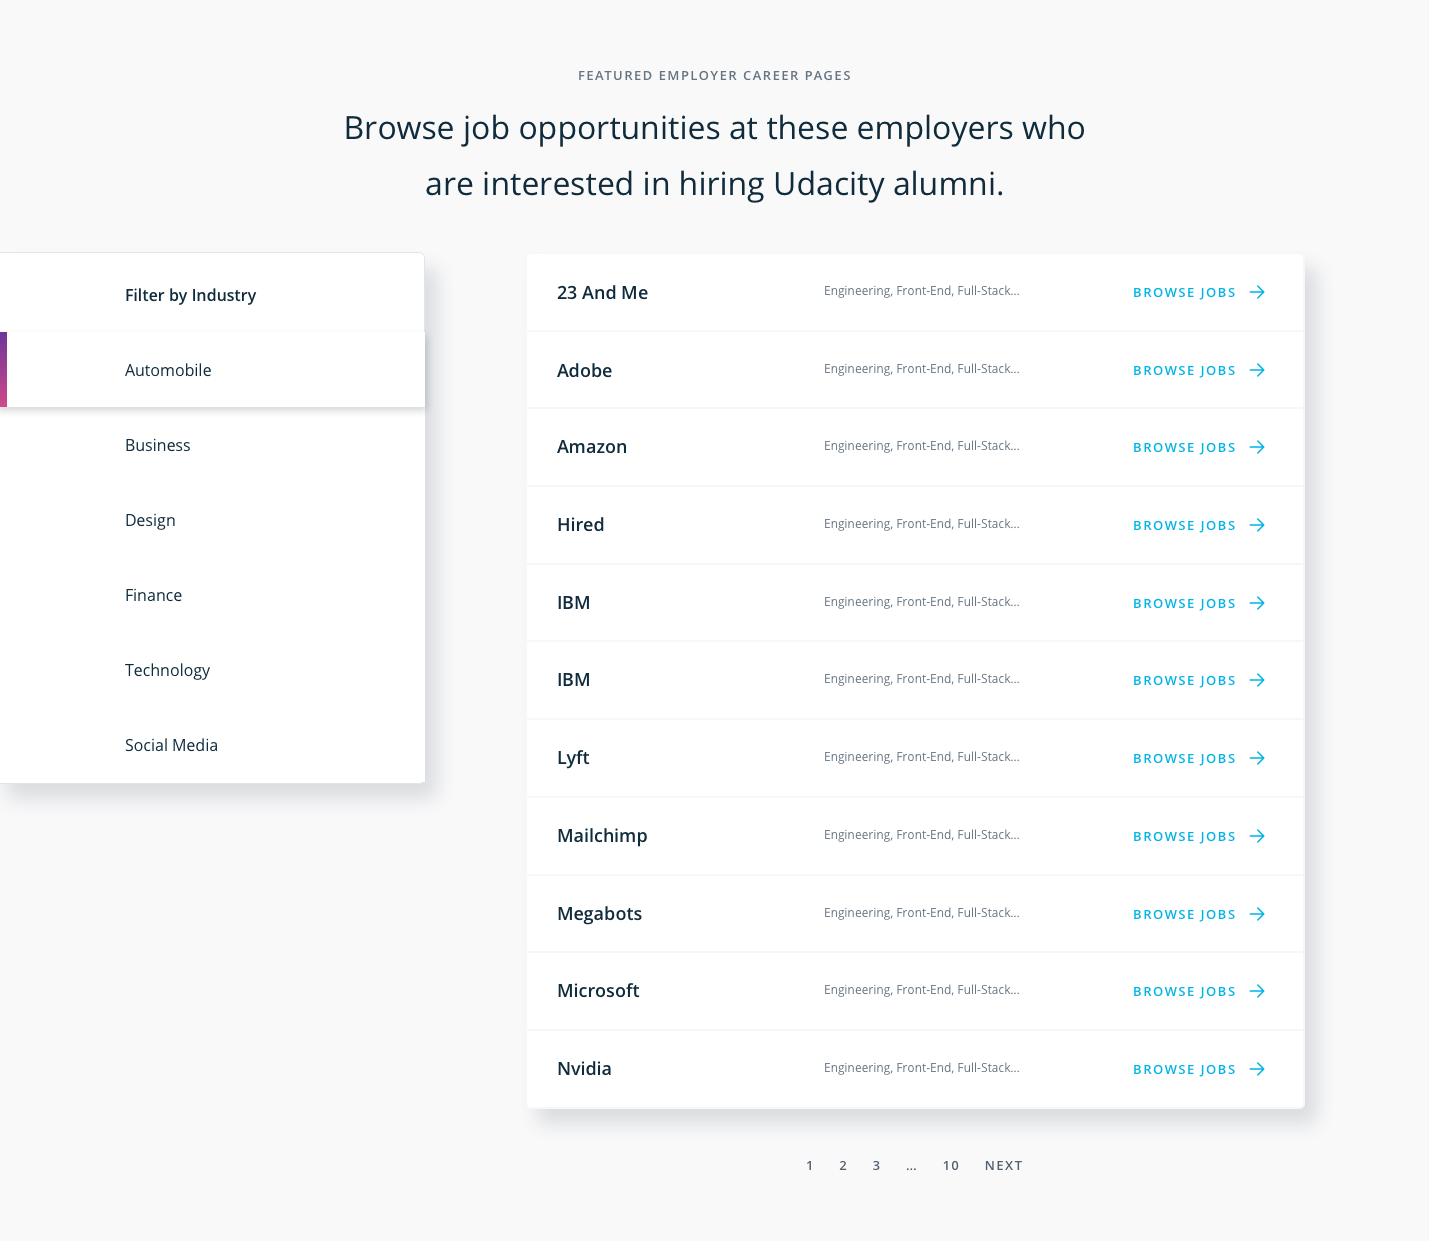 FEATURED EMPLOYER CAREER PAGES
Browse job opportunities at these employers who
are interested in hiring Udacity alumni.
Filter by Industry
Automobile
Business
Design
Finance
Technology
Social Media
23 And Me Engineering, Front-End, Full-Stack... BROWSE JOBS
Adobe Engineering, Front-End, Full-Stack... BROWSE JOBS
Amazon Engineering, Front-End, Full-Stack... BROWSE JOBS
Hired Engineering, Front-End, Full-Stack... BROWSE JOBS
IBM Engineering, Front-End, Full-Stack... BROWSE JOBS
IBM Engineering, Front-End, Full-Stack... BROWSE JOBS
Lyft Engineering, Front-End, Full-Stack... BROWSE JOBS
Mailchimp Engineering, Front-End, Full-Stack... BROWSE JOBS
Megabots Engineering, Front-End, Full-Stack... BROWSE JOBS
Microsoft Engineering, Front-End, Full-Stack... BROWSE JOBS
Nvidia Engineering, Front-End, Full-Stack... BROWSE JOBS
1 2 3 ... 10 NEXT